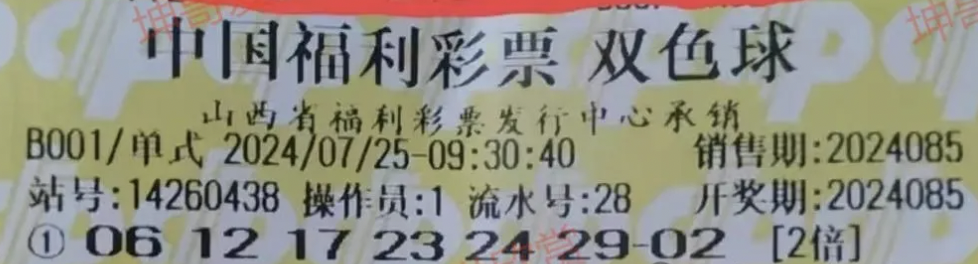 中国福利彩票 双色球
山西省福利彩票发行中心承销
B001/单式 2024/07/25-09:30:40 销售期:2024085
站号:14260438 操作员:1 流水号:28 开奖期:2024085
① 06 12 17 23 24 29-02 [2倍]